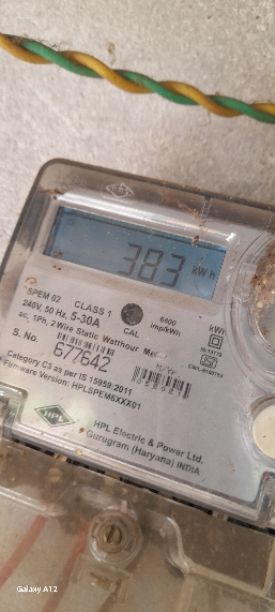 HPL
383 kWh
SPEM 02 CLASS 1 6400 kWh
240V, 50 Hz, 5-30A CAL imp/kWh
ac, 1Ph, 2 Wire Static Watthour Meter
S. No. 677642
Category C3 as per IS 15959:2011
Firmware Version: HPLSPEM6XXX01
HPL
HPL Electric & Power Ltd.
Gurugram (Haryana) INDIA
Galaxy A12